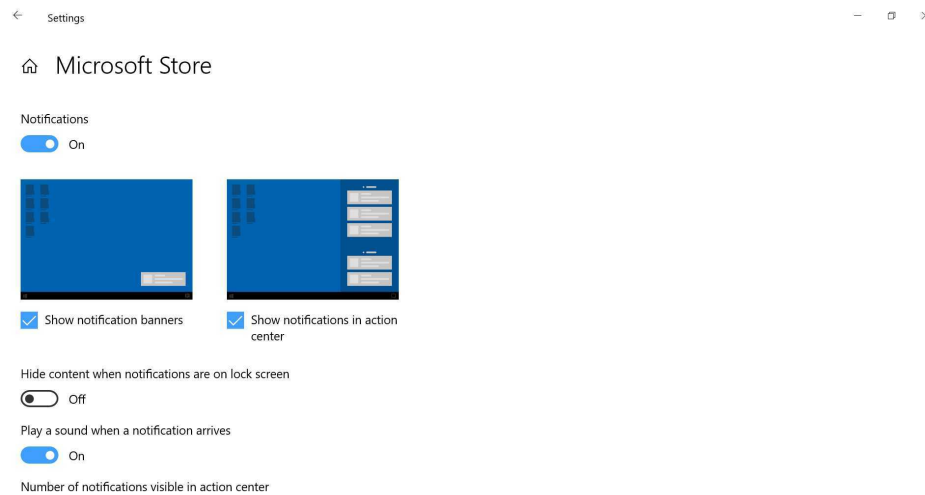 Settings
Microsoft Store
Notifications
On
Show notification banners
Show notifications in action
center
Hide content when notifications are on lock screen
Off
Play a sound when a notification arrives
On
Number of notifications visible in action center